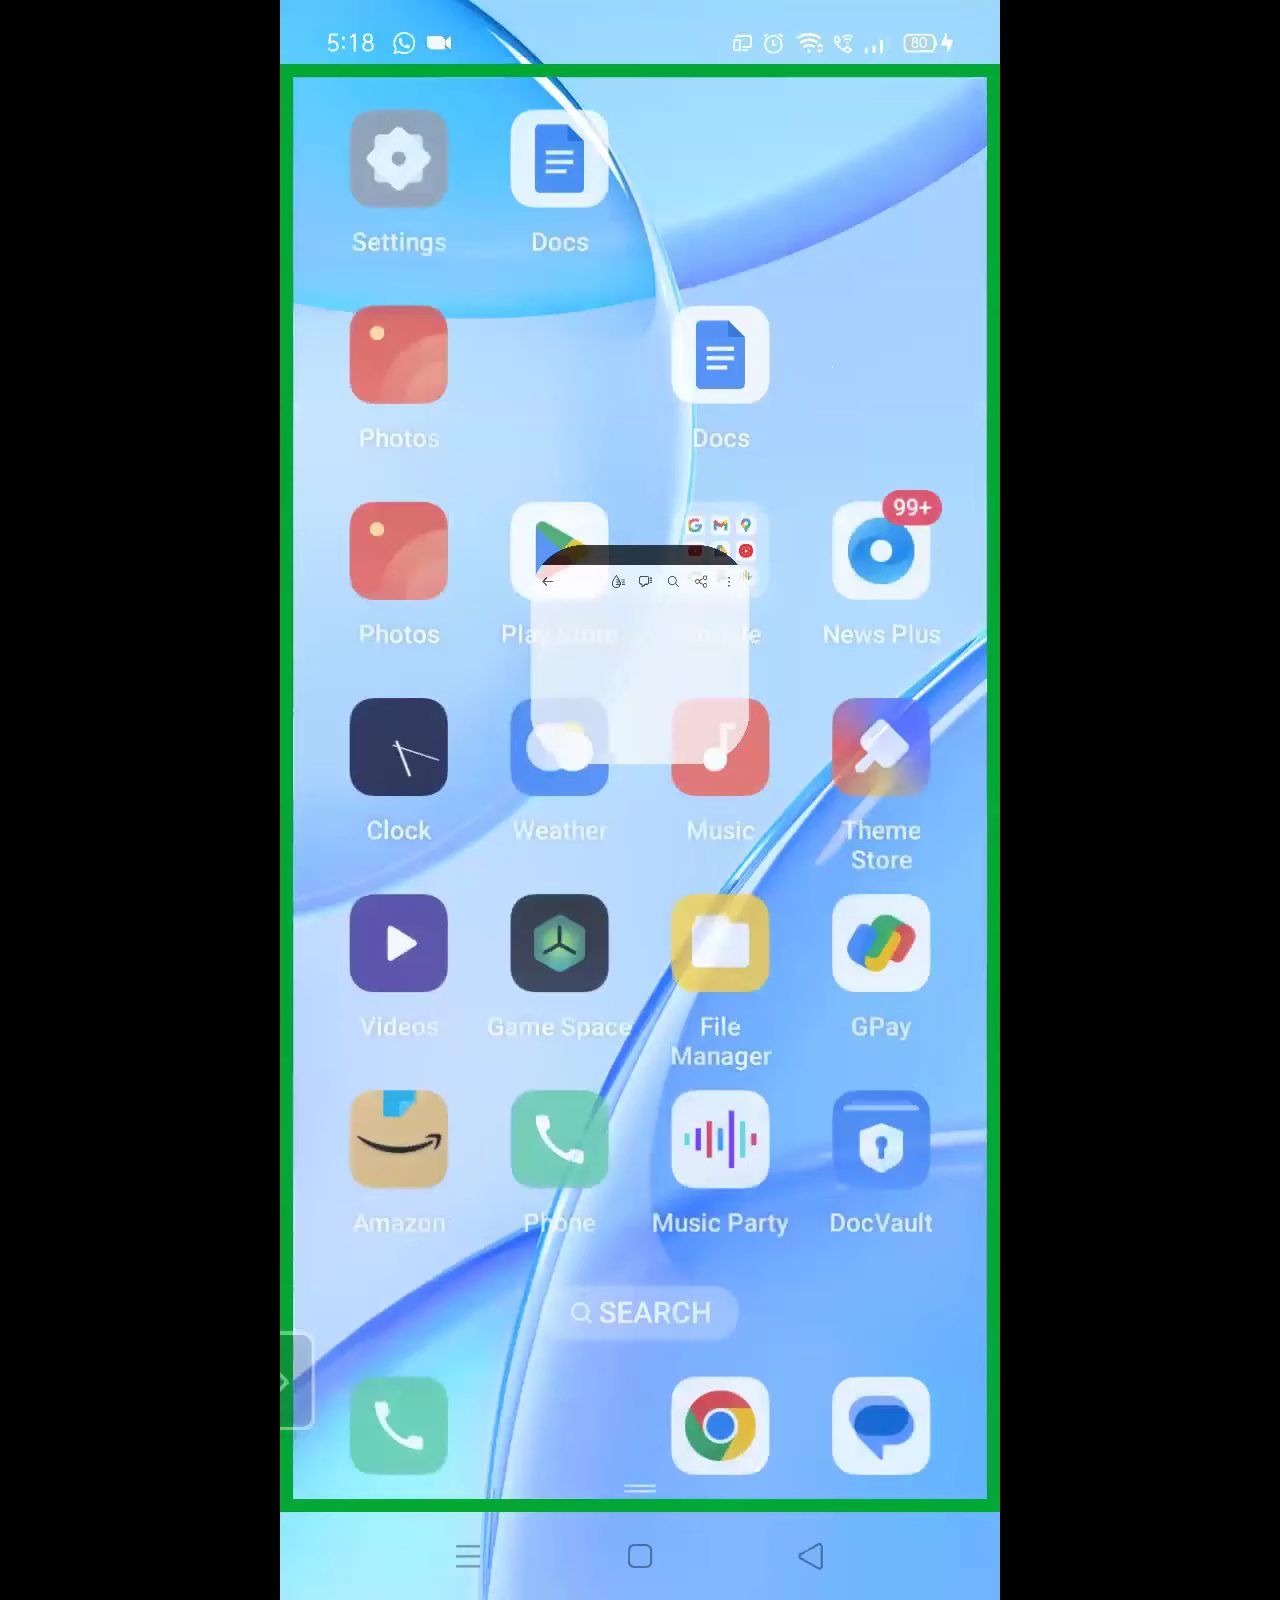 5:18
80
Settings
Docs
Photos
Docs
99+
Photos
Play Store
News Plus
Clock
Weather
Music
Theme
Store
Videos
Game Space
File
Manager
GPay
Amazon
Phone
Music Party
DocVault
SEARCH